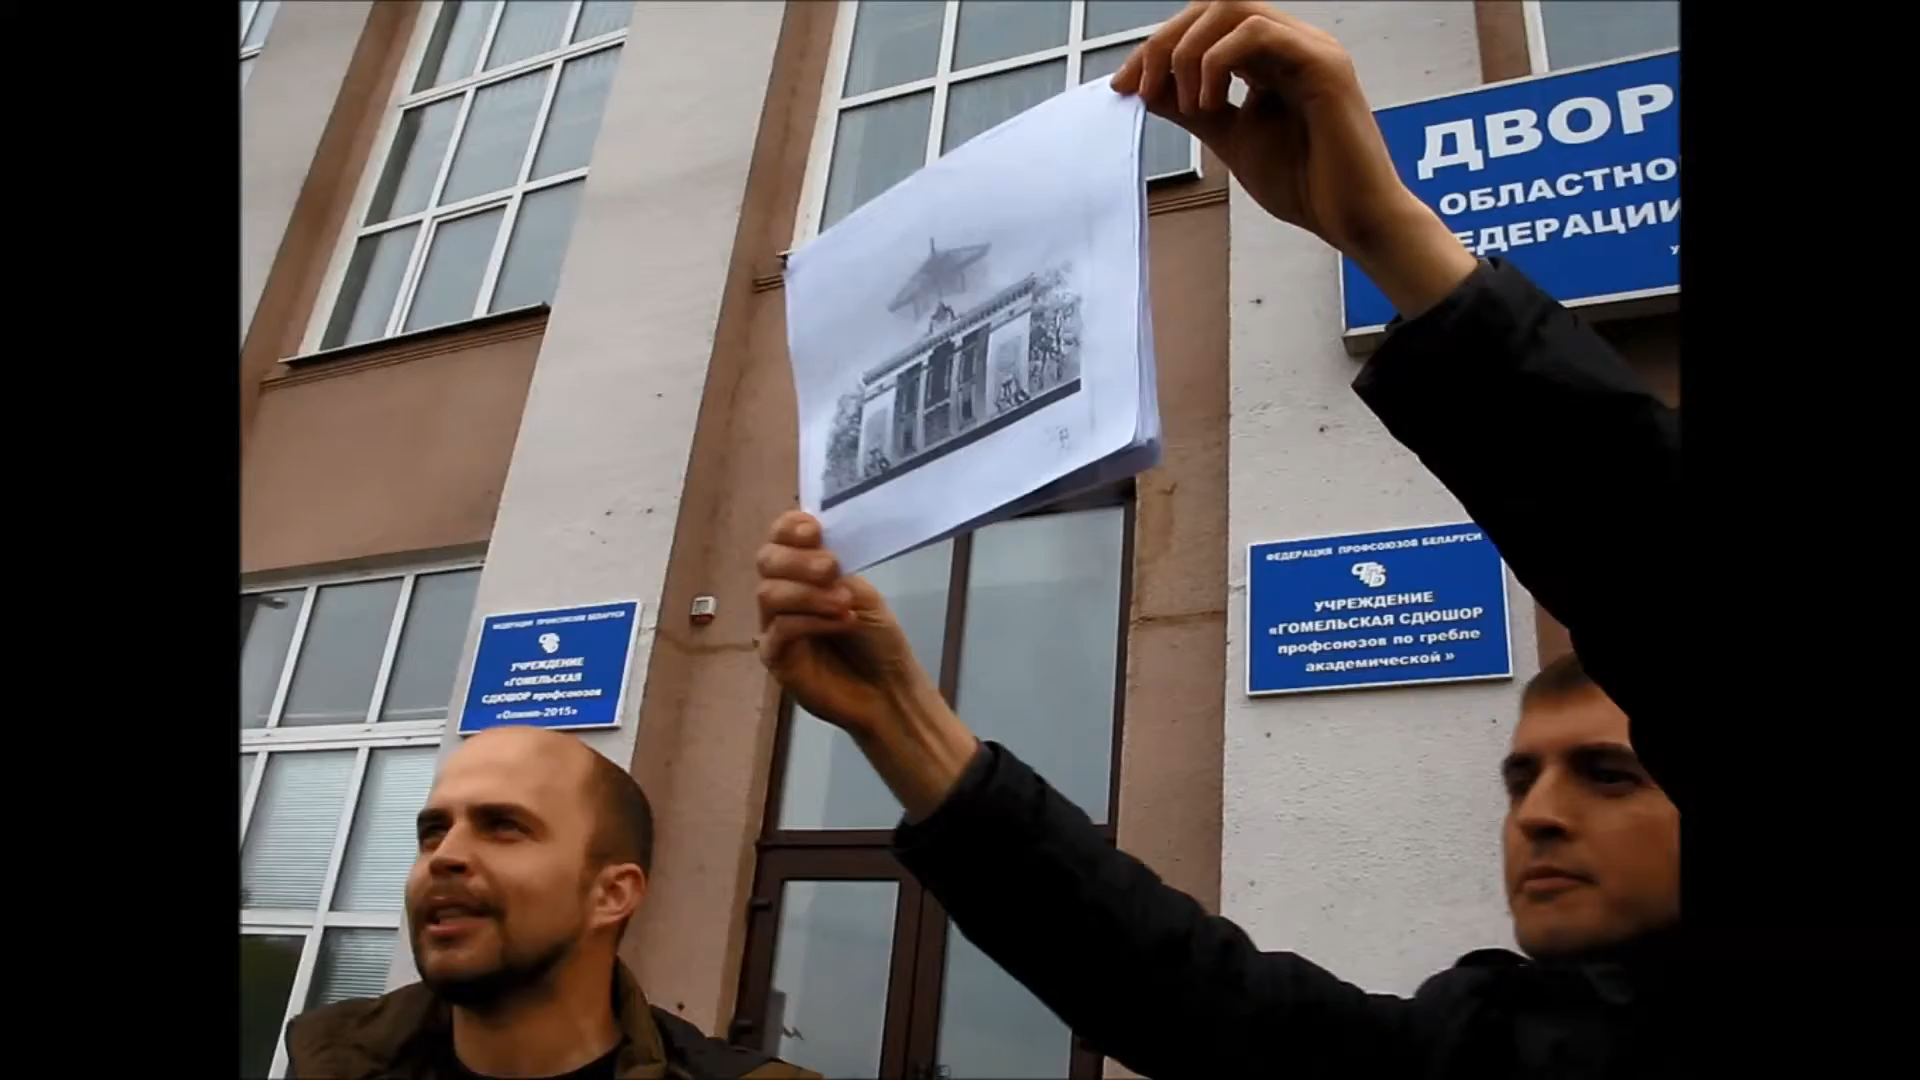 ДВОР
ОБЛАСТНО
ЕДЕРАЦИИ
ФЕДЕРАЦИЯ ПРОФСОЮЗОВ БЕЛАРУСИ
УЧРЕЖДЕНИЕ
«ГОМЕЛЬСКАЯ СДЮШОР
профсоюзов по гребле
академической»
ФЕДЕРАЦИЯ ПРОФСОЮЗОВ БЕЛАРУСИ
УЧРЕЖДЕНИЕ
«ГОМЕЛЬСКАЯ
СДЮШОР профсоюзов
«Олимп-2015»